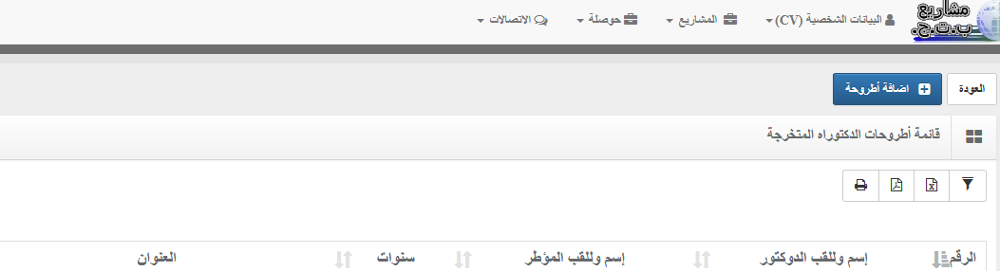 مشاريع
ب.ت.ج.
البيانات الشخصية (CV)
المشاريع
حوصلة
الاتصالات
العودة
اضافة أطروحة
قائمة أطروحات الدكتوراه المتخرجة
الرقم
إسم وللقب الدوكتور
إسم وللقب المؤطر
سنوات
العنوان